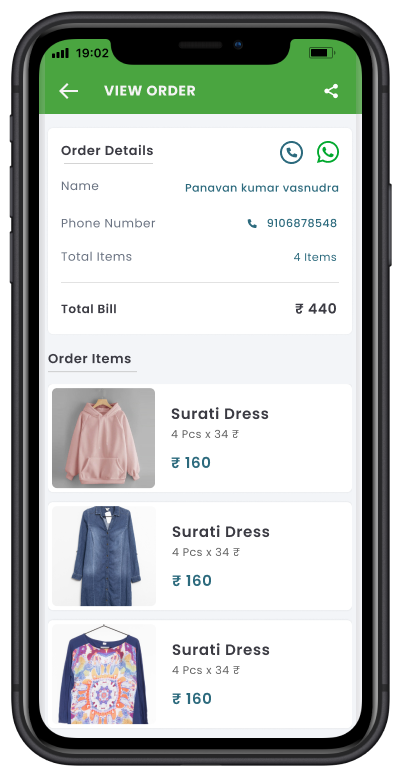 19:02
VIEW ORDER
Order Details
Name Panavan kumar vasnudra
Phone Number 9106878548
Total Items 4 Items
Total Bill ₹ 440
Order Items
Surati Dress
4 Pcs x 34 ₹
₹ 160
Surati Dress
4 Pcs x 34 ₹
₹ 160
Surati Dress
4 Pcs x 34 ₹
₹ 160